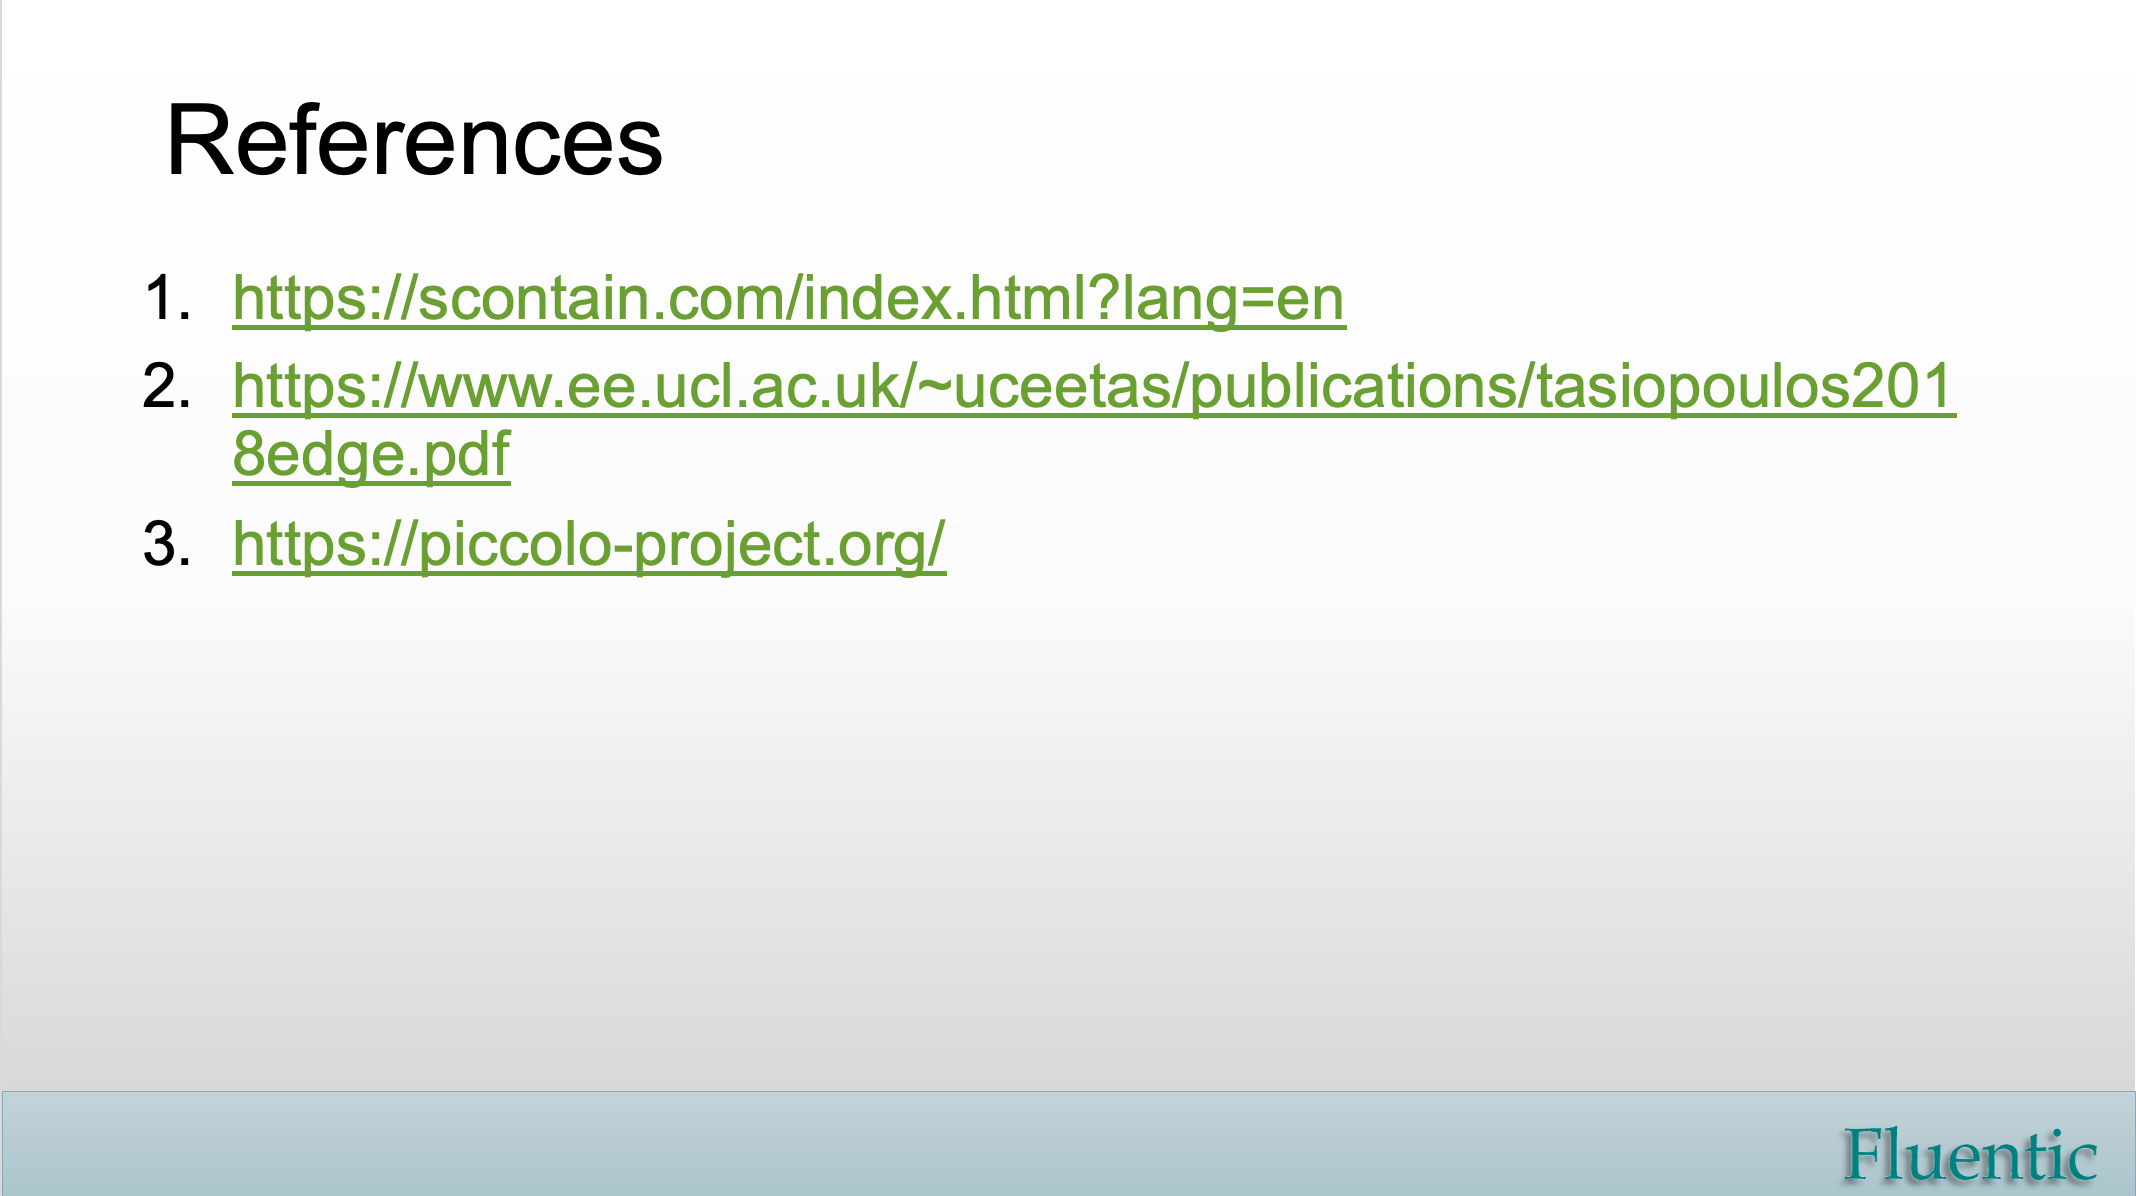 References
1. https://scontain.com/index.html?lang=en
2. https://www.ee.ucl.ac.uk/~uceetas/publications/tasiopoulos201
8edge.pdf
3. https://piccolo-project.org/
Fluentic